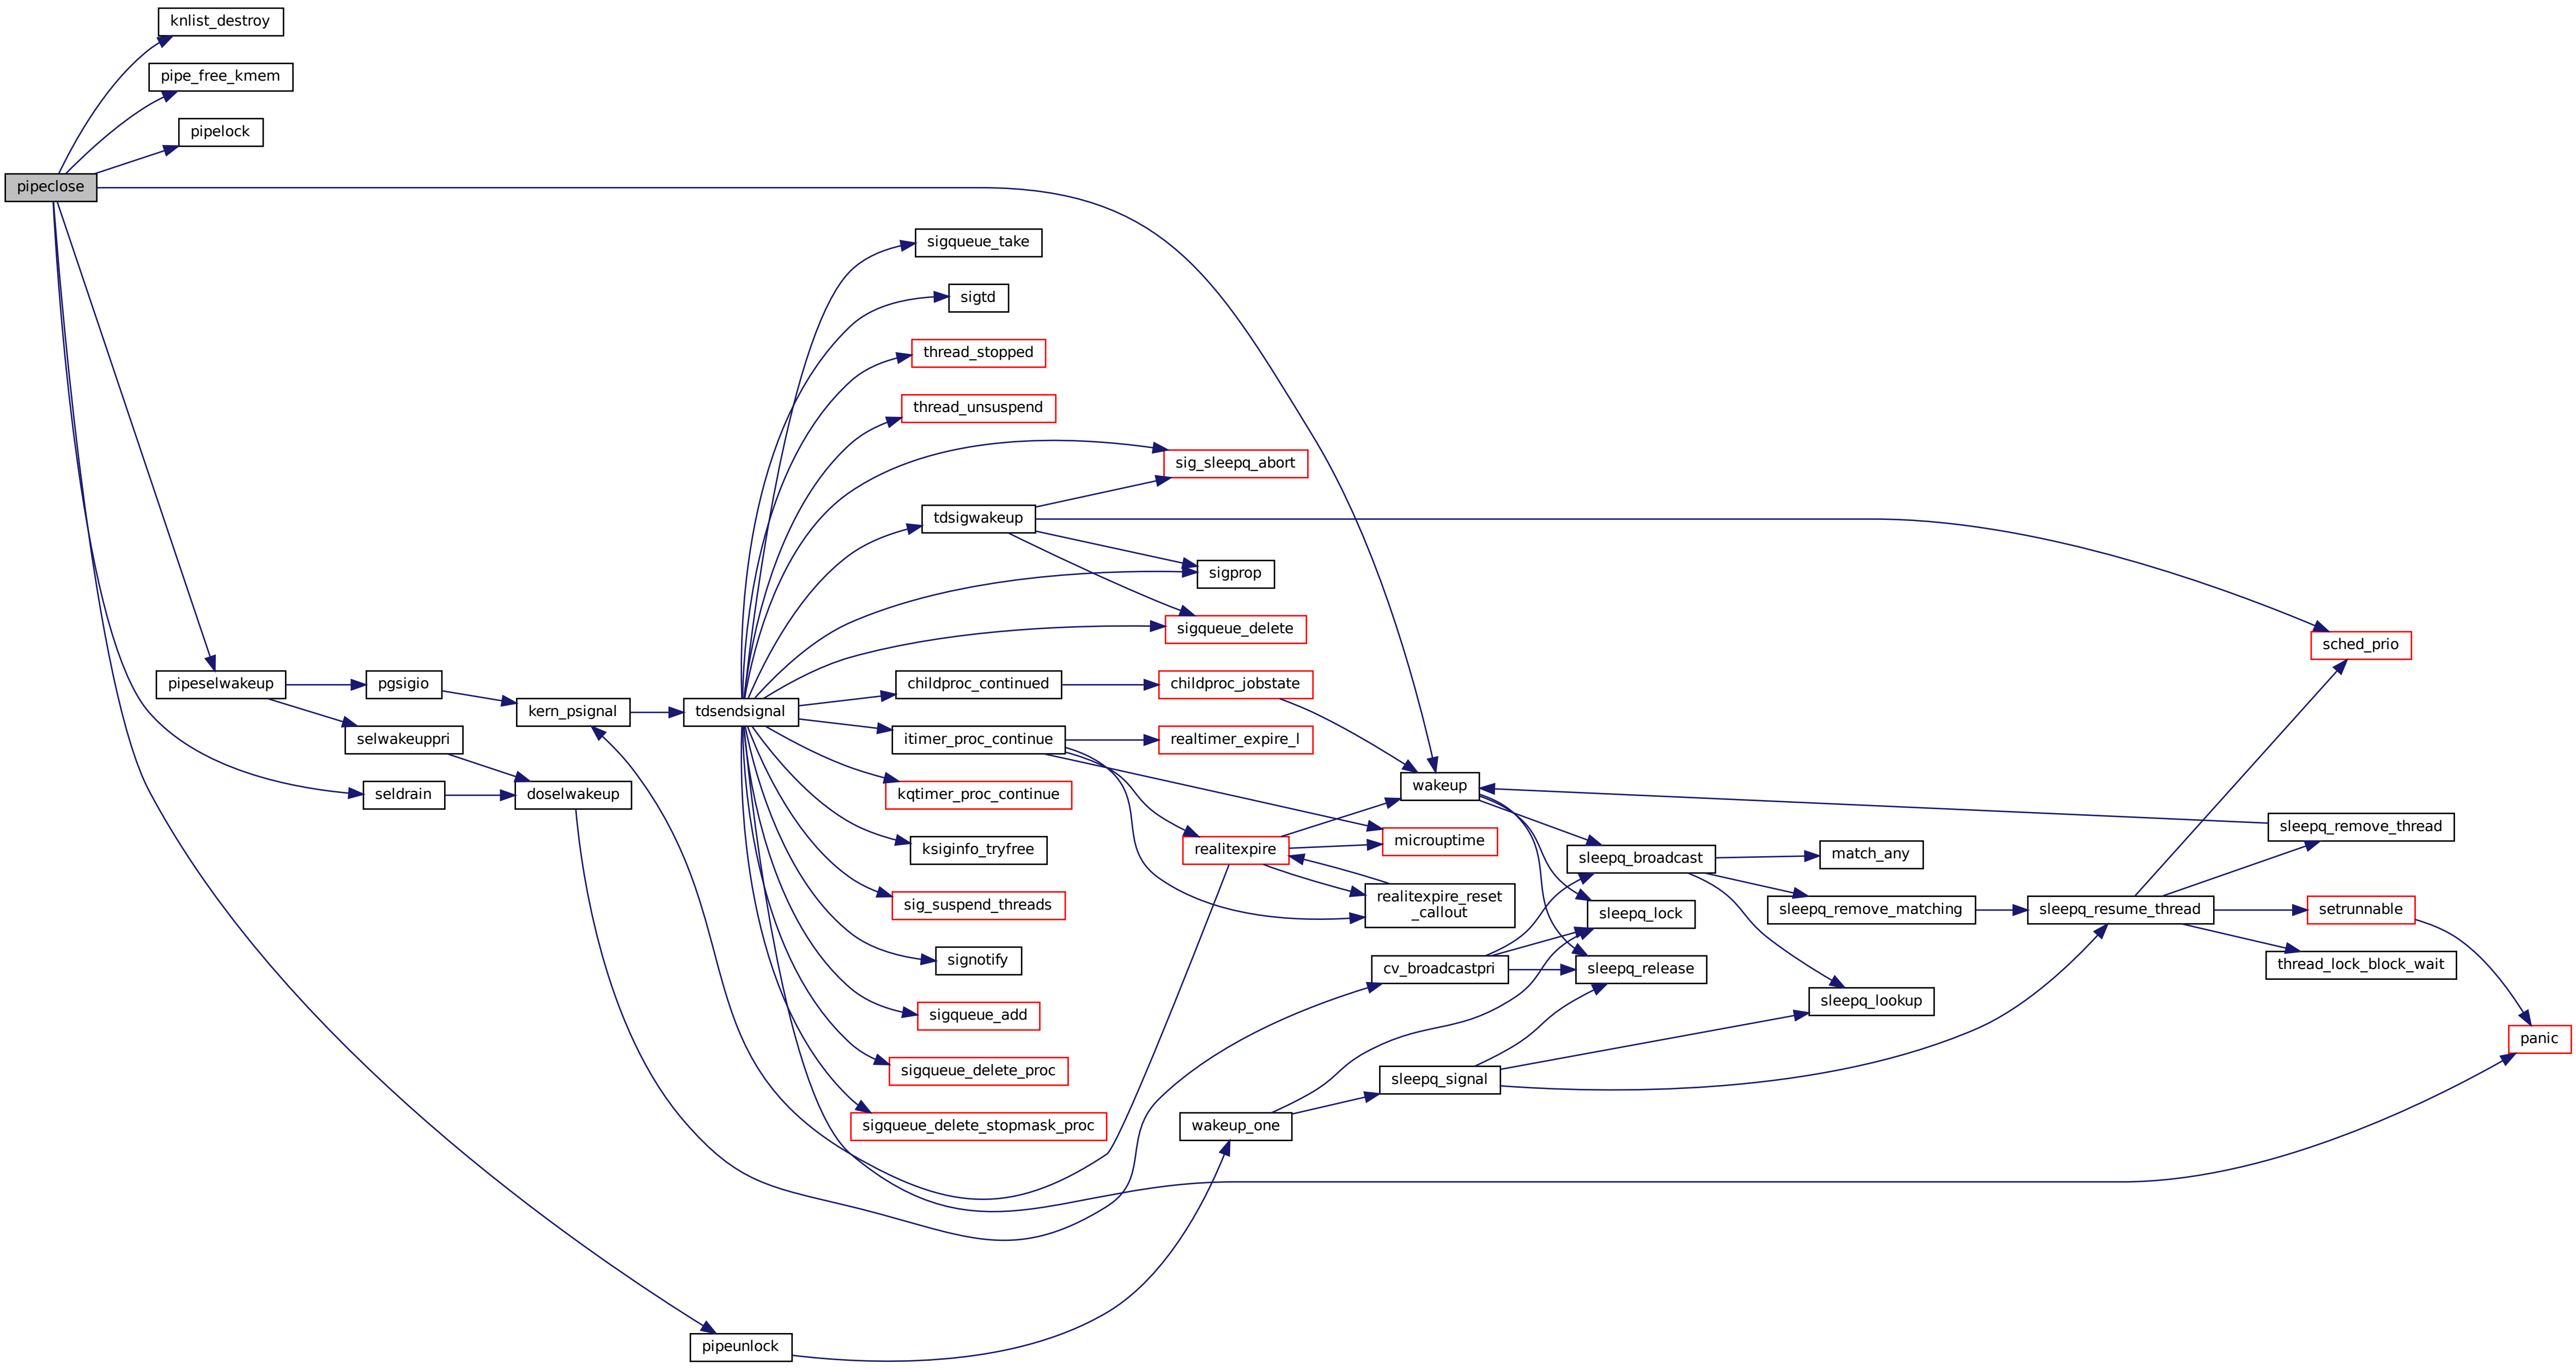 knlist_destroy
pipe_free_kmem
pipelock
pipeclose
sigqueue_take
sigtd
thread_stopped
thread_unsuspend
sig_sleepq_abort
tdsigwakeup
sigprop
sigqueue_delete
sched_prio
pipeselwakeup
pgsigio
childproc_continued
childproc_jobstate
kern_psignal
tdsendsignal
selwakeuppri
itimer_proc_continue
realtimer_expire_l
wakeup
seldrain
doselwakeup
kqtimer_proc_continue
sleepq_remove_thread
microuptime
ksiginfo_tryfree
realitexpire
sleepq_broadcast
match_any
realitexpire_reset
_callout
sig_suspend_threads
sleepq_lock
sleepq_remove_matching
sleepq_resume_thread
setrunnable
signotify
cv_broadcastpri
sleepq_release
thread_lock_block_wait
sleepq_lookup
sigqueue_add
panic
sigqueue_delete_proc
sleepq_signal
sigqueue_delete_stopmask_proc
wakeup_one
pipeunlock